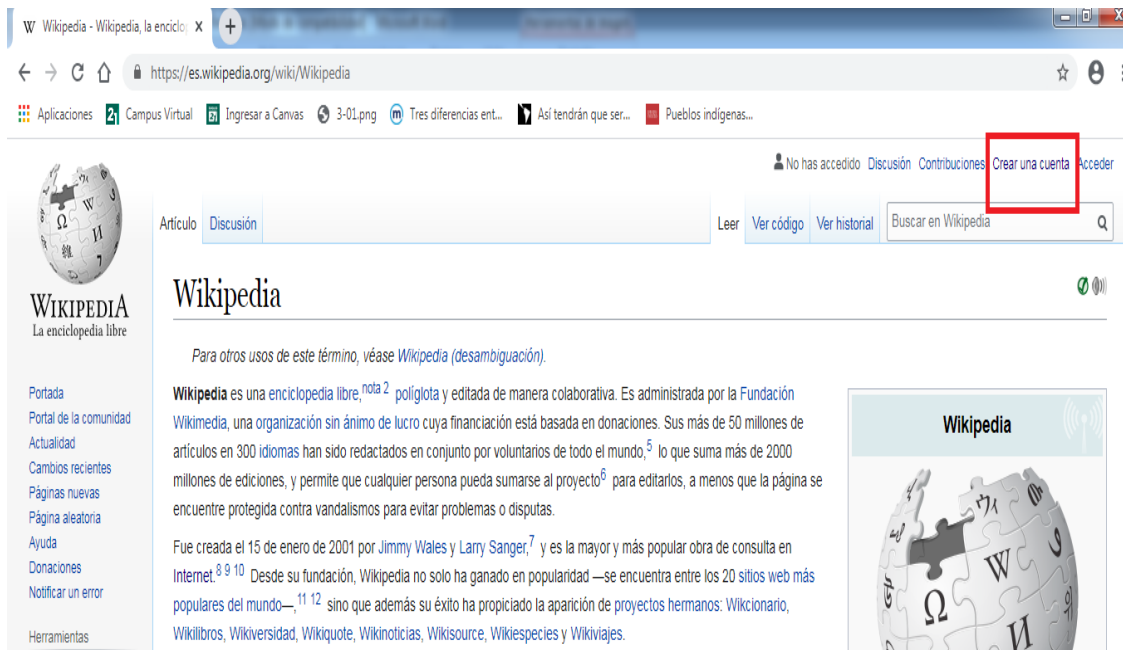 Wikipedia - Wikipedia, la enciclo
https://es.wikipedia.org/wiki/Wikipedia
Aplicaciones Campus Virtual Ingresar a Canvas 3-01.png Tres diferencias ent... Así tendrán que ser... Pueblos indígenas...
No has accedido Discusión Contribuciones Crear una cuenta Acceder
Artículo Discusión Leer Ver código Ver historial Buscar en Wikipedia
WIKIPEDIA
La enciclopedia libre
Portada
Portal de la comunidad
Actualidad
Cambios recientes
Páginas nuevas
Página aleatoria
Ayuda
Donaciones
Notificar un error
Herramientas
Wikipedia
Para otros usos de este término, véase Wikipedia (desambiguación).
Wikipedia es una enciclopedia libre,nota 2 políglota y editada de manera colaborativa. Es administrada por la Fundación
Wikimedia, una organización sin ánimo de lucro cuya financiación está basada en donaciones. Sus más de 50 millones de
artículos en 300 idiomas han sido redactados en conjunto por voluntarios de todo el mundo,5 lo que suma más de 2000
millones de ediciones, y permite que cualquier persona pueda sumarse al proyecto6 para editarlos, a menos que la página se
encuentre protegida contra vandalismos para evitar problemas o disputas.
Fue creada el 15 de enero de 2001 por Jimmy Wales y Larry Sanger,7 y es la mayor y más popular obra de consulta en
Internet.8 9 10 Desde su fundación, Wikipedia no solo ha ganado en popularidad —se encuentra entre los 20 sitios web más
populares del mundo—,11 12 sino que además su éxito ha propiciado la aparición de proyectos hermanos: Wikcionario,
Wikilibros, Wikiversidad, Wikiquote, Wikinoticias, Wikisource, Wikiespecies y Wikiviajes.
Wikipedia